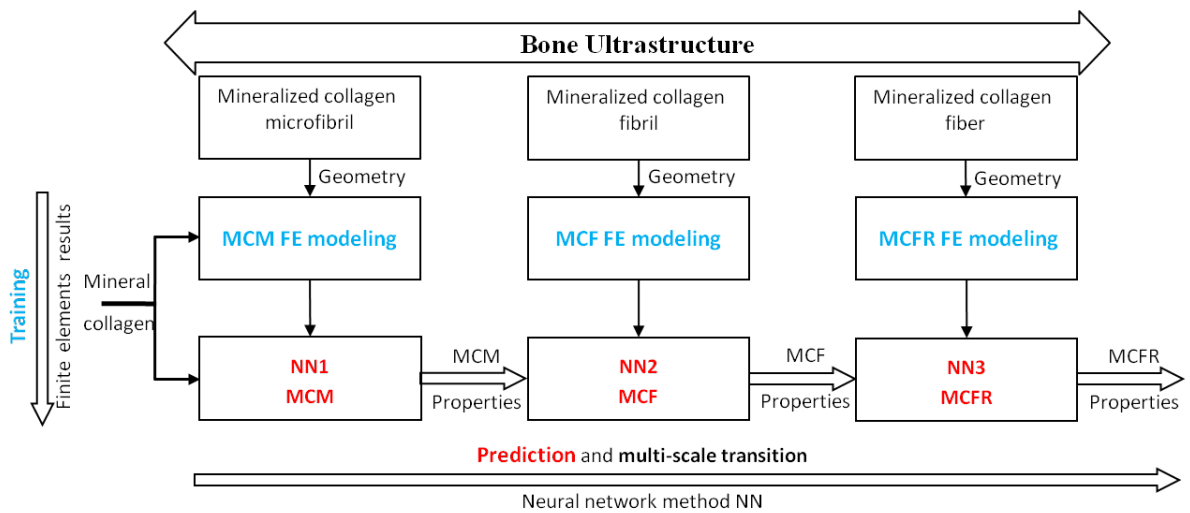 Bone Ultrastructure
Mineralized collagen
microfibril
Mineralized collagen
fibril
Mineralized collagen
fiber
Geometry
Geometry
Geometry
MCM FE modeling
MCF FE modeling
MCFR FE modeling
Training
Finite elements results
Mineral
collagen
NN1
MCM
MCM
Properties
NN2
MCF
MCF
Properties
NN3
MCFR
MCFR
Properties
Prediction and multi-scale transition
Neural network method NN